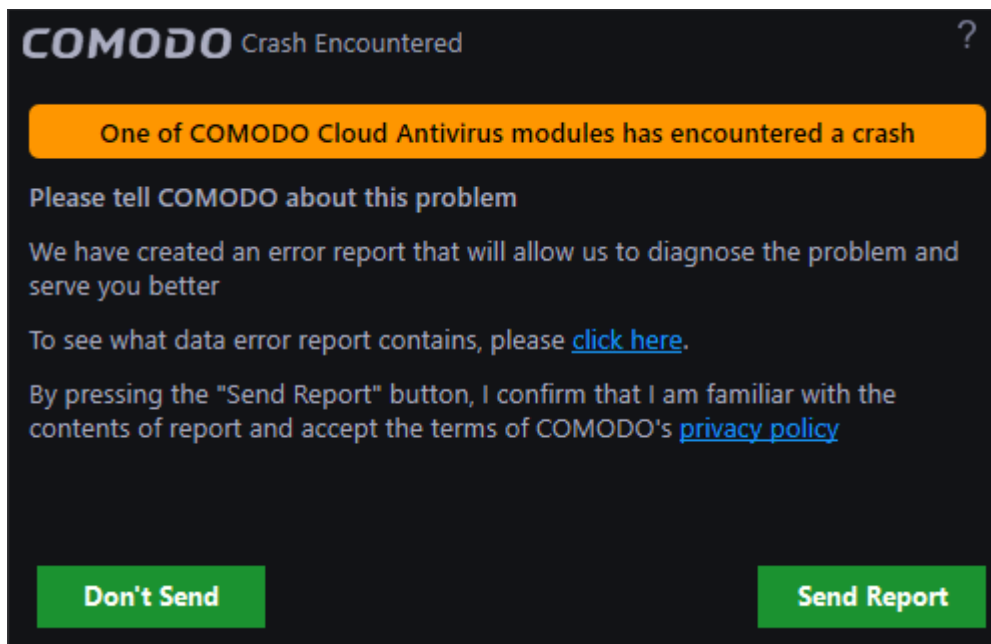 COMODO Crash Encountered ?
One of COMODO Cloud Antivirus modules has encountered a crash
Please tell COMODO about this problem
We have created an error report that will allow us to diagnose the problem and
serve you better
To see what data error report contains, please click here.
By pressing the "Send Report" button, I confirm that I am familiar with the
contents of report and accept the terms of COMODO's privacy policy
Don't Send Send Report